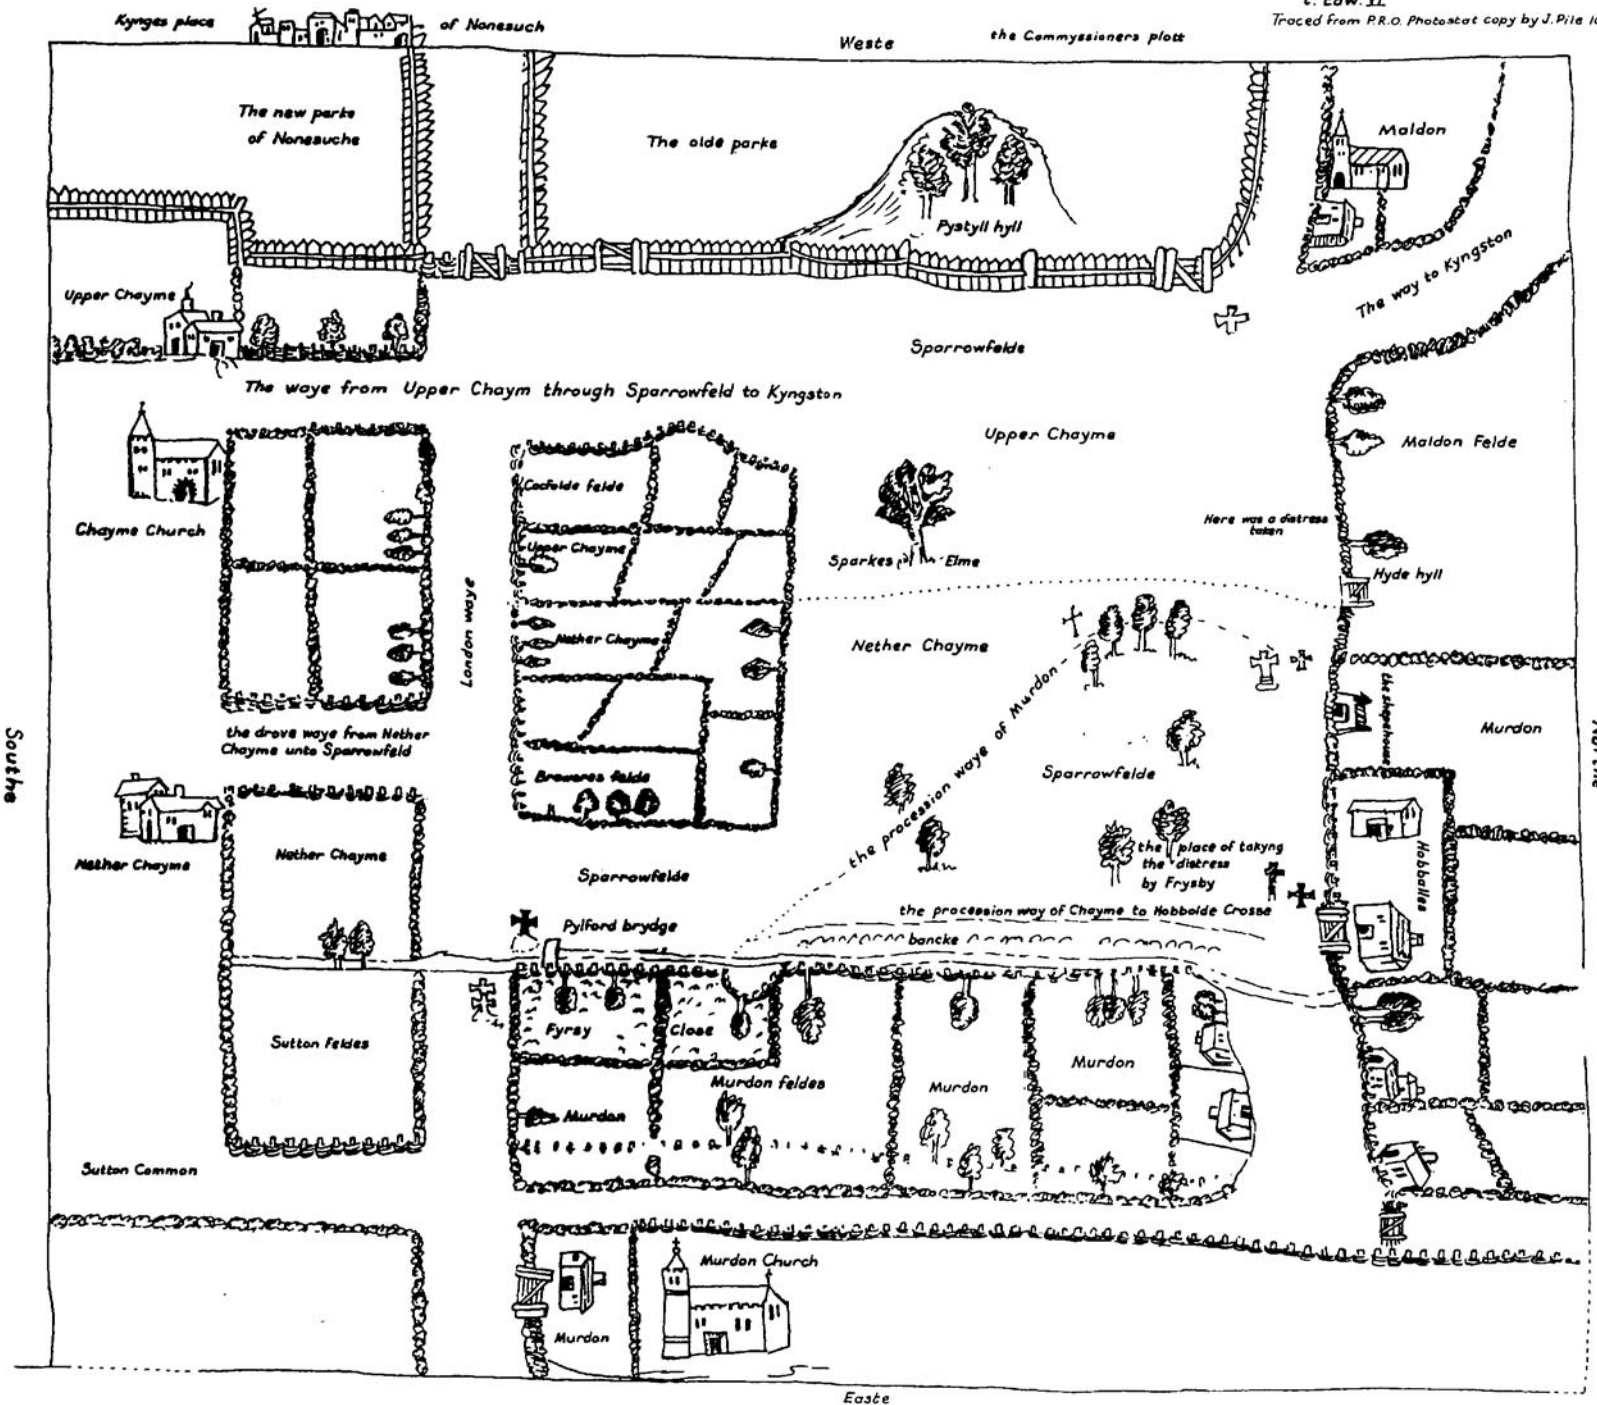 c. Edw. VI
Traced from P.R.O. Photostat copy by J. Pile
Kynges place
of Nonesuch
Weste
the Commyssioners plott
The new parke
of Nonesuche
The olde parke
Pystyll hyll
Maldon
The way to Kyngston
Upper Chayme
Sparrowfelde
The waye from Upper Chaym through Sparrowfeld to Kyngston
Chayme Church
Cocfolde felde
Upper Chayme
Upper Chayme
Maldon Felde
Sparkes Elme
Here was a distress
taken
Hyde hyll
London waye
Nether Chayme
Nether Chayme
the procession waye of Murdon
the drove waye from Nether
Chayme unto Sparrowfeld
Breweres felde
Sparrowfelde
Murdon
Southe
Nether Chayme
Nether Chayme
Sparrowfelde
the place of takyng
the distress
by Frysby
Hobballes
the procession way of Chayme to Hobbolde Crosse
Pylford brydge
bancke
Fyrsy Close
Sutton Feldes
Murdon feldes
Murdon
Murdon
Murdon
Sutton Common
Murdon Church
Murdon
Easte